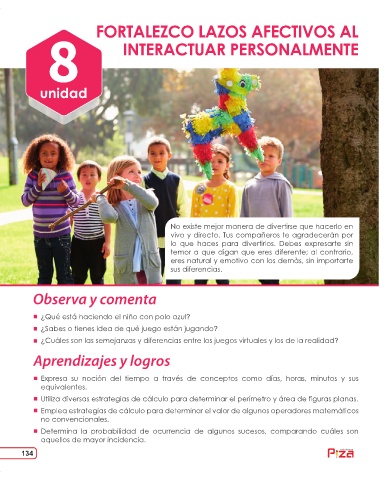 FORTALEZCO LAZOS AFECTIVOS AL
INTERACTUAR PERSONALMENTE
8
unidad
No existe mejor manera de divertirse que hacerlo en
vivo y directo. Tus compañeros te agradecerán por
lo que haces para divertirlos. Debes expresarte sin
temor a que digan que eres diferente; al contrario,
eres natural y emotivo con los demás, sin importarte
sus diferencias.
Observa y comenta
¿Qué está haciendo el niño con polo azul?
¿Sabes o tienes idea de qué juego están jugando?
¿Cuáles son las semejanzas y diferencias entre los juegos virtuales y los de la realidad?
Aprendizajes y logros
Expresa su noción del tiempo a través de conceptos como días, horas, minutos y sus
equivalentes.
Utiliza diversas estrategias de cálculo para determinar el perímetro y área de figuras planas.
Emplea estrategias de cálculo para determinar el valor de algunos operadores matemáticos
no convencionales.
Determina la probabilidad de ocurrencia de algunos sucesos, comparando cuáles son
aquellos de mayor incidencia.
134
Pizä